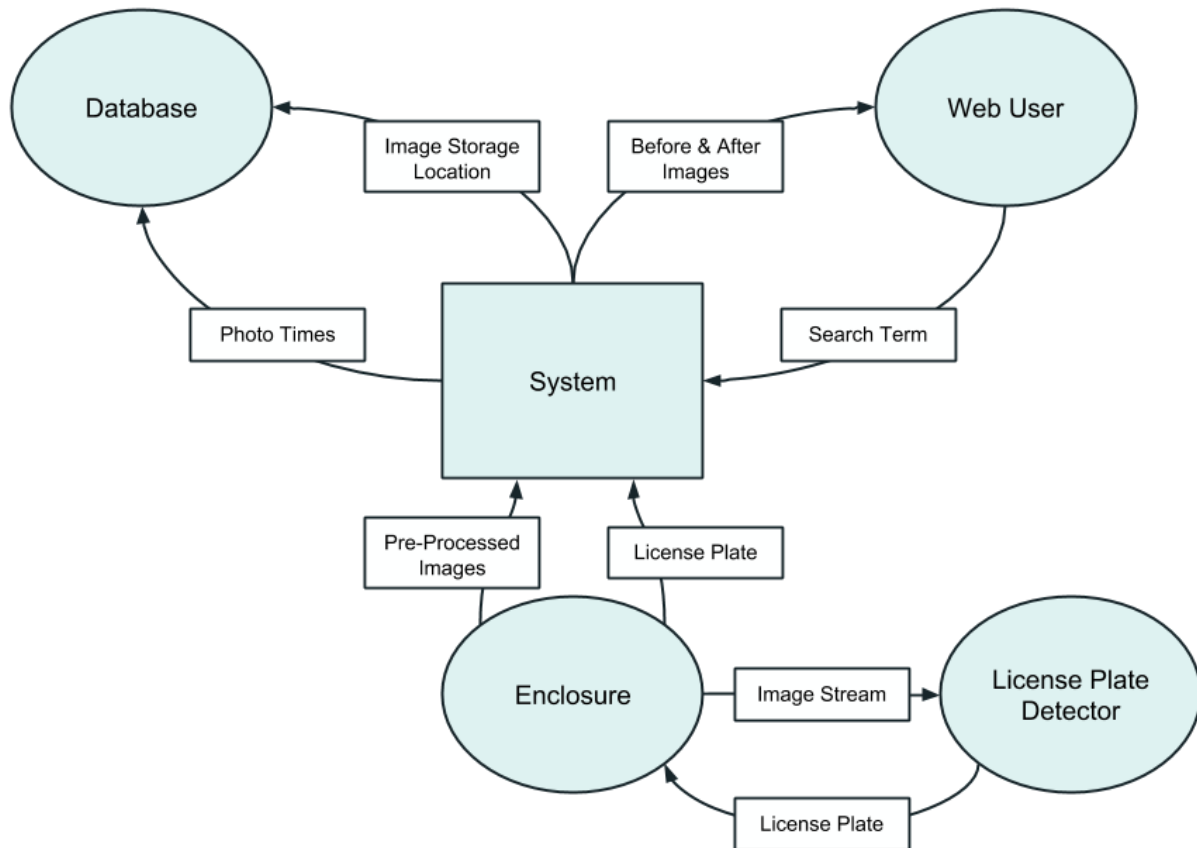 Database
Web User
Image Storage
Location
Before & After
Images
Photo Times
Search Term
System
Pre-Processed
Images
License Plate
Enclosure
Image Stream
License Plate
Detector
License Plate